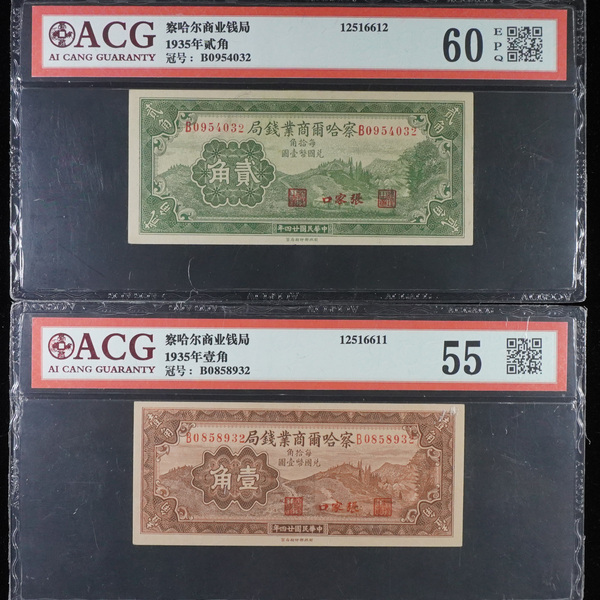 ACG
AI CANG GUARANTY
察哈尔商业钱局
1935年贰角
冠号: B0954032
12516612
60
EPQ
局錢業商爾哈察
B0954032
B0954032
每拾角
兑國幣壹圓
角貳
口家張
年四廿國民華中
ACG
AI CANG GUARANTY
察哈尔商业钱局
1935年壹角
冠号: B0858932
12516611
55
局錢業商爾哈察
B0858932
B0858932
每拾角
兑國幣壹圓
角壹
口家張
年四廿國民華中